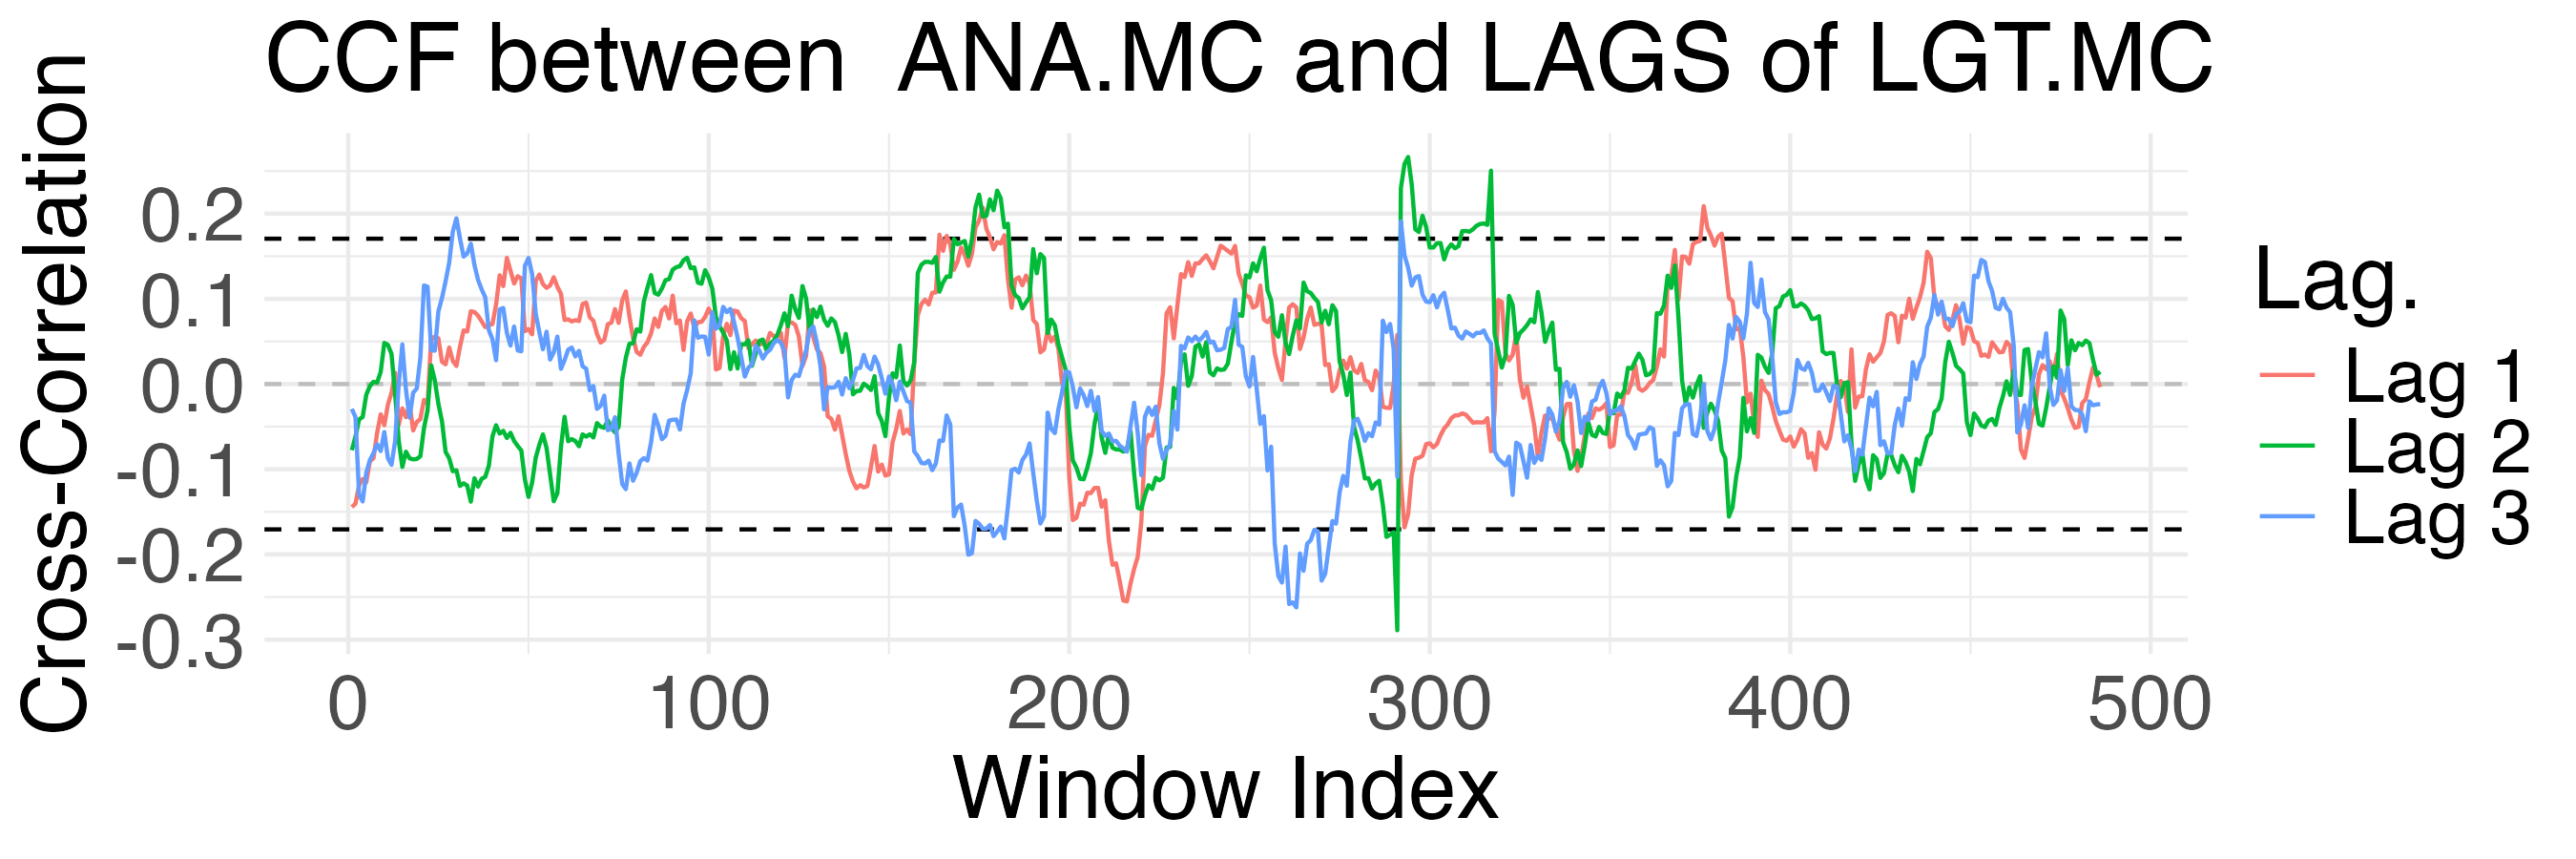 CCF between  ANA.MC and LAGS of LGT.MC
Cross-Correlation
0.2
0.1
0.0
-0.1
-0.2
-0.3
0 100 200 300 400 500
Window Index
Lag.
Lag 1
Lag 2
Lag 3